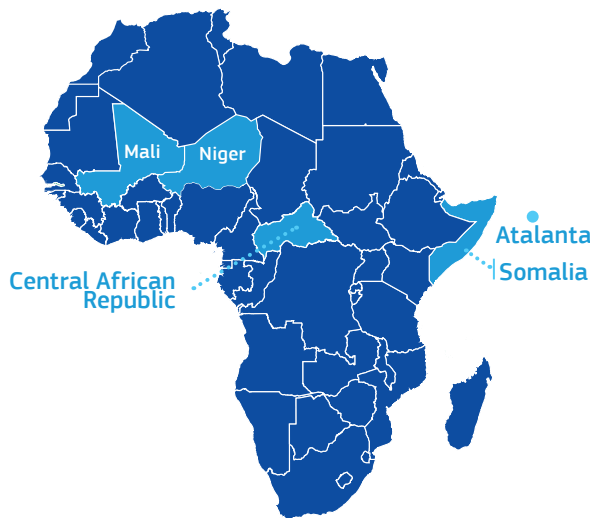 Mali
Niger
Atalanta
Somalia
Central African
Republic